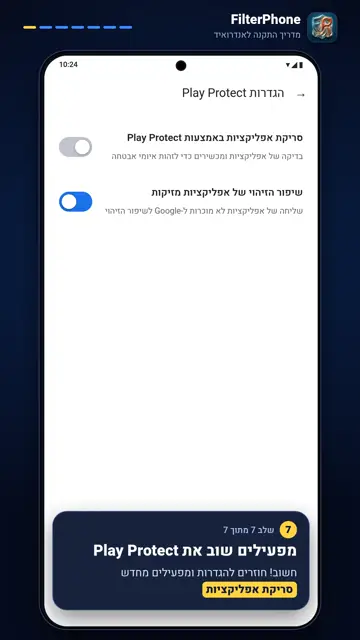 FilterPhone
מדריך התקנה לאנדרואיד
10:24
הגדרות Play Protect →
סריקת אפליקציות באמצעות Play Protect
בדיקה של אפליקציות ומכשירים כדי לזהות איומי אבטחה
שיפור הזיהוי של אפליקציות מזיקות
שליחה של אפליקציות לא מוכרות ל-Google לשיפור הזיהוי
7 שלב 7 מתוך 7
מפעילים שוב את Play Protect
חשוב! חוזרים להגדרות ומפעילים מחדש
סריקת אפליקציות